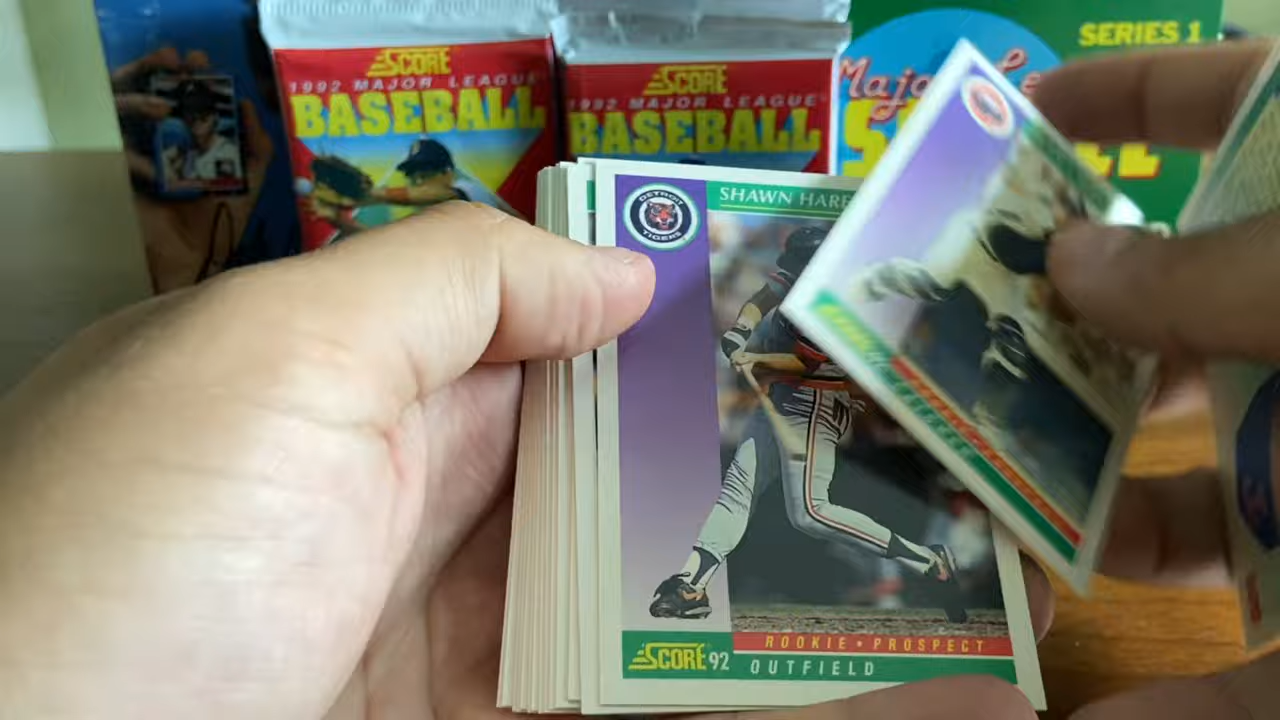 SCORE
1992 MAJOR LEAGUE
BASEBALL
SCORE
1992 MAJOR LEAGUE
BASEBALL
SERIES 1
DETROIT
TIGERS
SHAWN HARE
ROOKIE • PROSPECT
SCORE 92
OUTFIELD